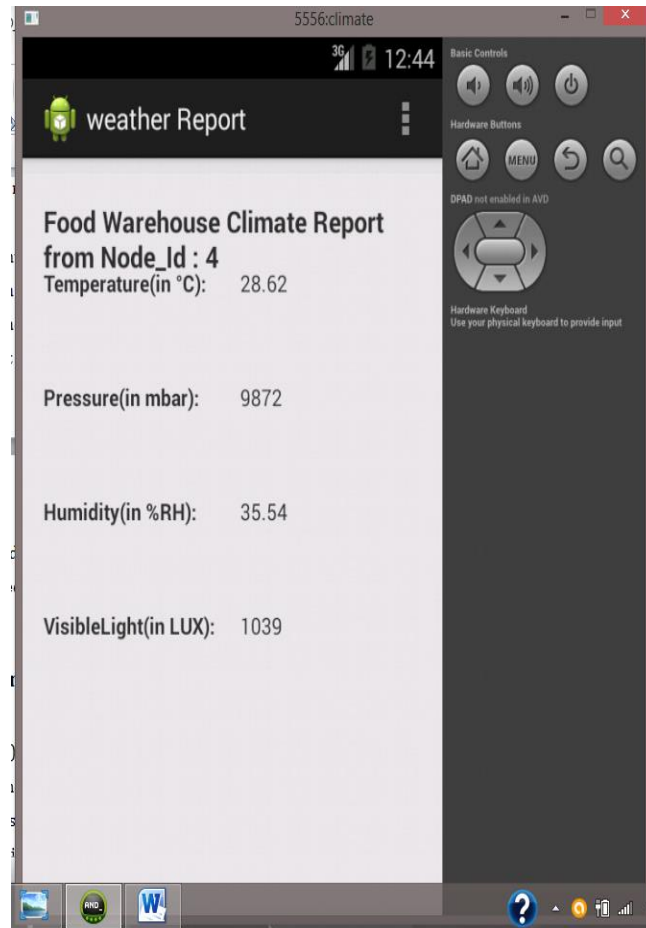 5556:climate
3G 12:44
weather Report
Food Warehouse Climate Report
from Node_Id : 4
Temperature(in °C): 28.62
Pressure(in mbar): 9872
Humidity(in %RH): 35.54
VisibleLight(in LUX): 1039
Basic Controls
Hardware Buttons
MENU
DPAD not enabled in AVD
Hardware Keyboard
Use your physical keyboard to provide input
AND_
W
?